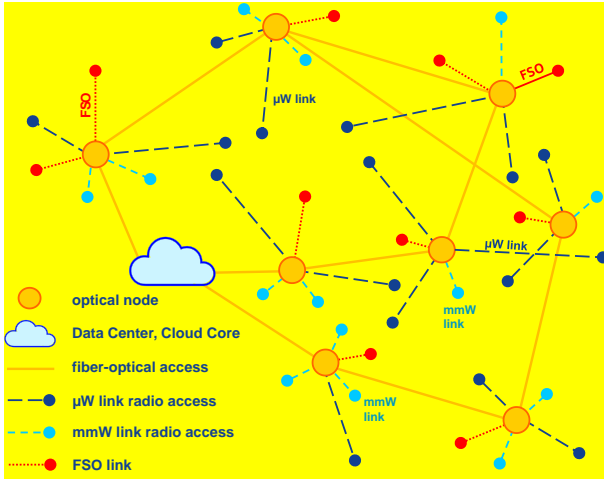 FSO
FSO
µW link
µW link
mmW
link
mmW
link
optical node
Data Center, Cloud Core
fiber-optical access
µW link radio access
mmW link radio access
FSO link